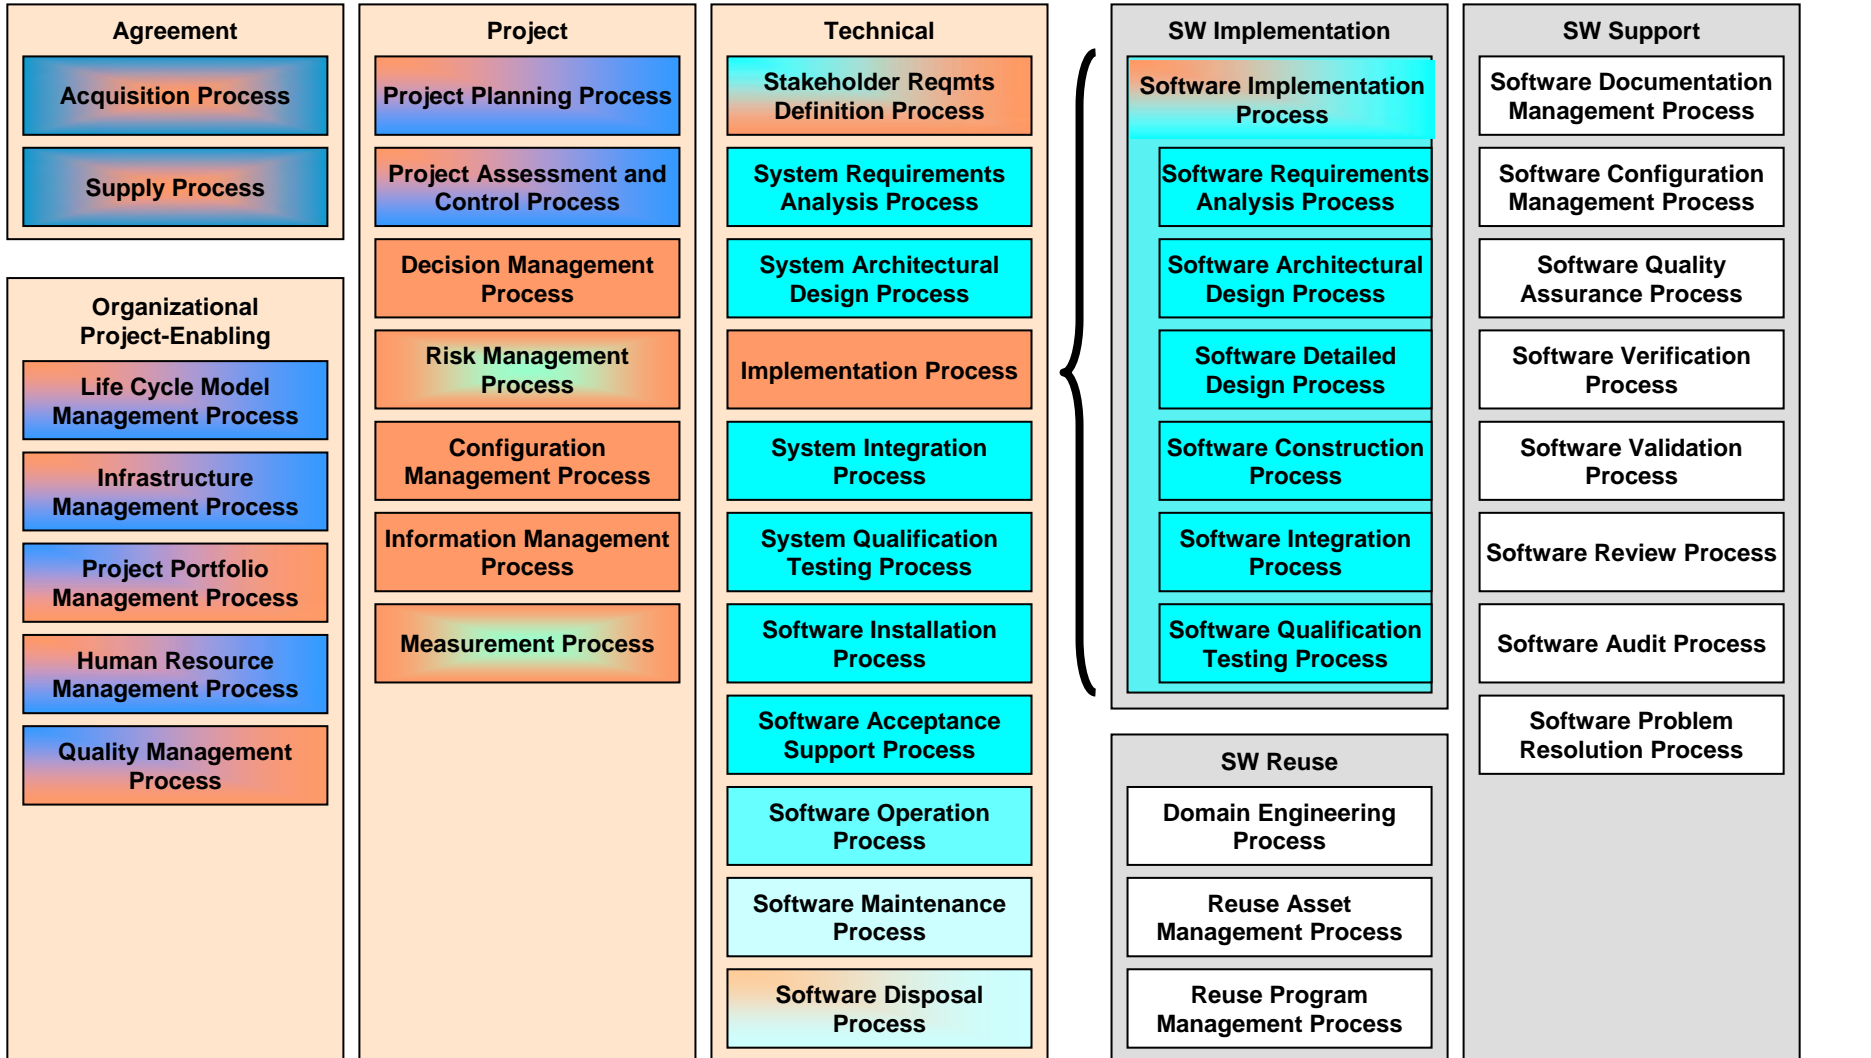 Agreement
Acquisition Process
Supply Process
Organizational
Project-Enabling
Life Cycle Model
Management Process
Infrastructure
Management Process
Project Portfolio
Management Process
Human Resource
Management Process
Quality Management
Process
Project
Project Planning Process
Project Assessment and
Control Process
Decision Management
Process
Risk Management
Process
Configuration
Management Process
Information Management
Process
Measurement Process
Technical
Stakeholder Reqmts
Definition Process
System Requirements
Analysis Process
System Architectural
Design Process
Implementation Process
System Integration
Process
System Qualification
Testing Process
Software Installation
Process
Software Acceptance
Support Process
Software Operation
Process
Software Maintenance
Process
Software Disposal
Process
SW Implementation
Software Implementation
Process
Software Requirements
Analysis Process
Software Architectural
Design Process
Software Detailed
Design Process
Software Construction
Process
Software Integration
Process
Software Qualification
Testing Process
SW Reuse
Domain Engineering
Process
Reuse Asset
Management Process
Reuse Program
Management Process
SW Support
Software Documentation
Management Process
Software Configuration
Management Process
Software Quality
Assurance Process
Software Verification
Process
Software Validation
Process
Software Review Process
Software Audit Process
Software Problem
Resolution Process